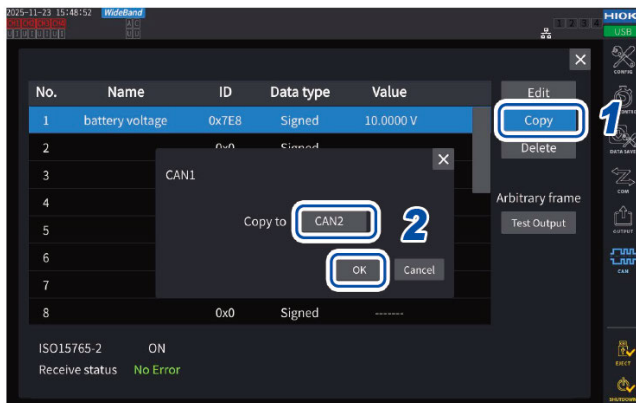 2025-11-23 15:48:52 WideBand
HIOKI
USB
No. Name ID Data type Value
Edit
1 battery voltage 0x7E8 Signed 10.0000 V
Copy
1
2 0x0 Signed
Delete
3
4
5
6
7
8 0x0 Signed -------
CAN1
Copy to CAN2
2
OK Cancel
Arbitrary frame
Test Output
ISO15765-2 ON
Receive status No Error
CONFIG
DATA SAVE
COM
OUTPUT
CAN
EJECT
SHUTDOWN